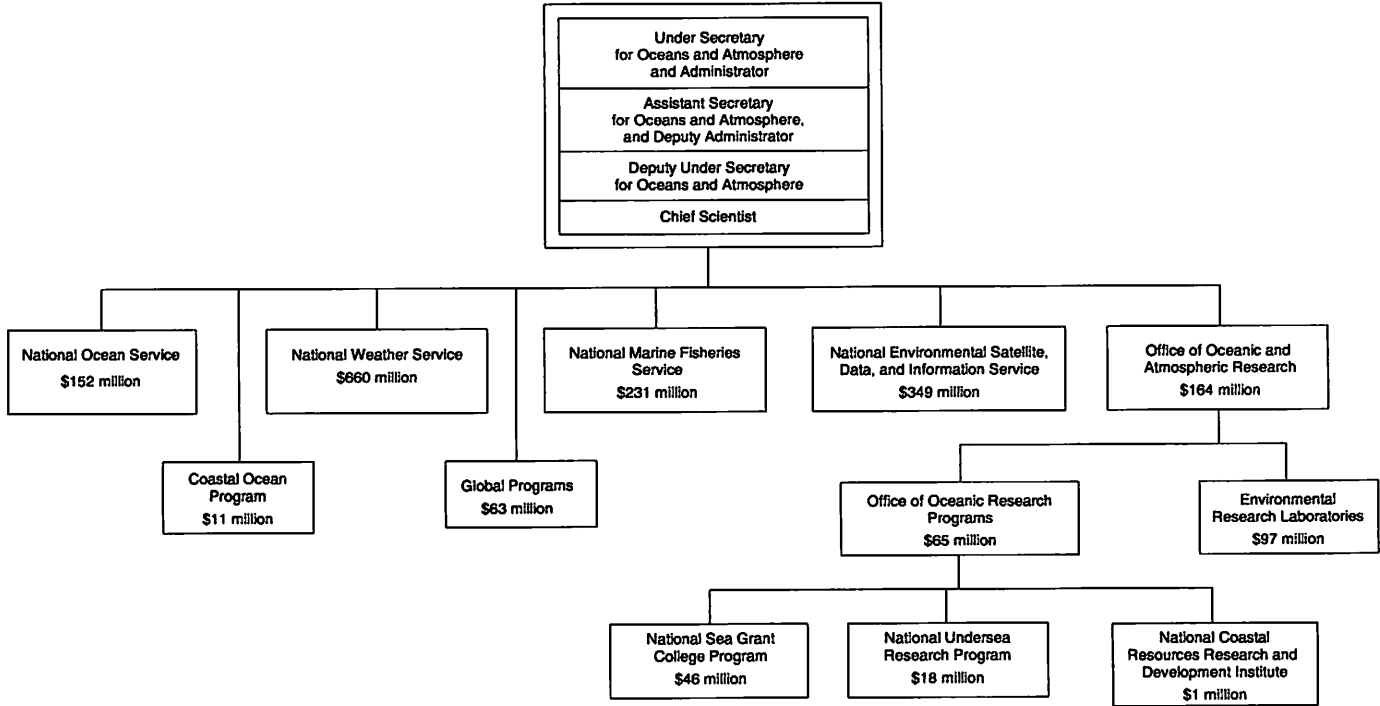 Under Secretary
for Oceans and Atmosphere
and Administrator
Assistant Secretary
for Oceans and Atmosphere,
and Deputy Administrator
Deputy Under Secretary
for Oceans and Atmosphere
Chief Scientist
National Ocean Service
$152 million
National Weather Service
$660 million
National Marine Fisheries
Service
$231 million
National Environmental Satellite,
Data, and Information Service
$349 million
Office of Oceanic and
Atmospheric Research
$164 million
Coastal Ocean
Program
$11 million
Global Programs
$63 million
Office of Oceanic Research
Programs
$65 million
Environmental
Research Laboratories
$97 million
National Sea Grant
College Program
$46 million
National Undersea
Research Program
$18 million
National Coastal
Resources Research and
Development Institute
$1 million